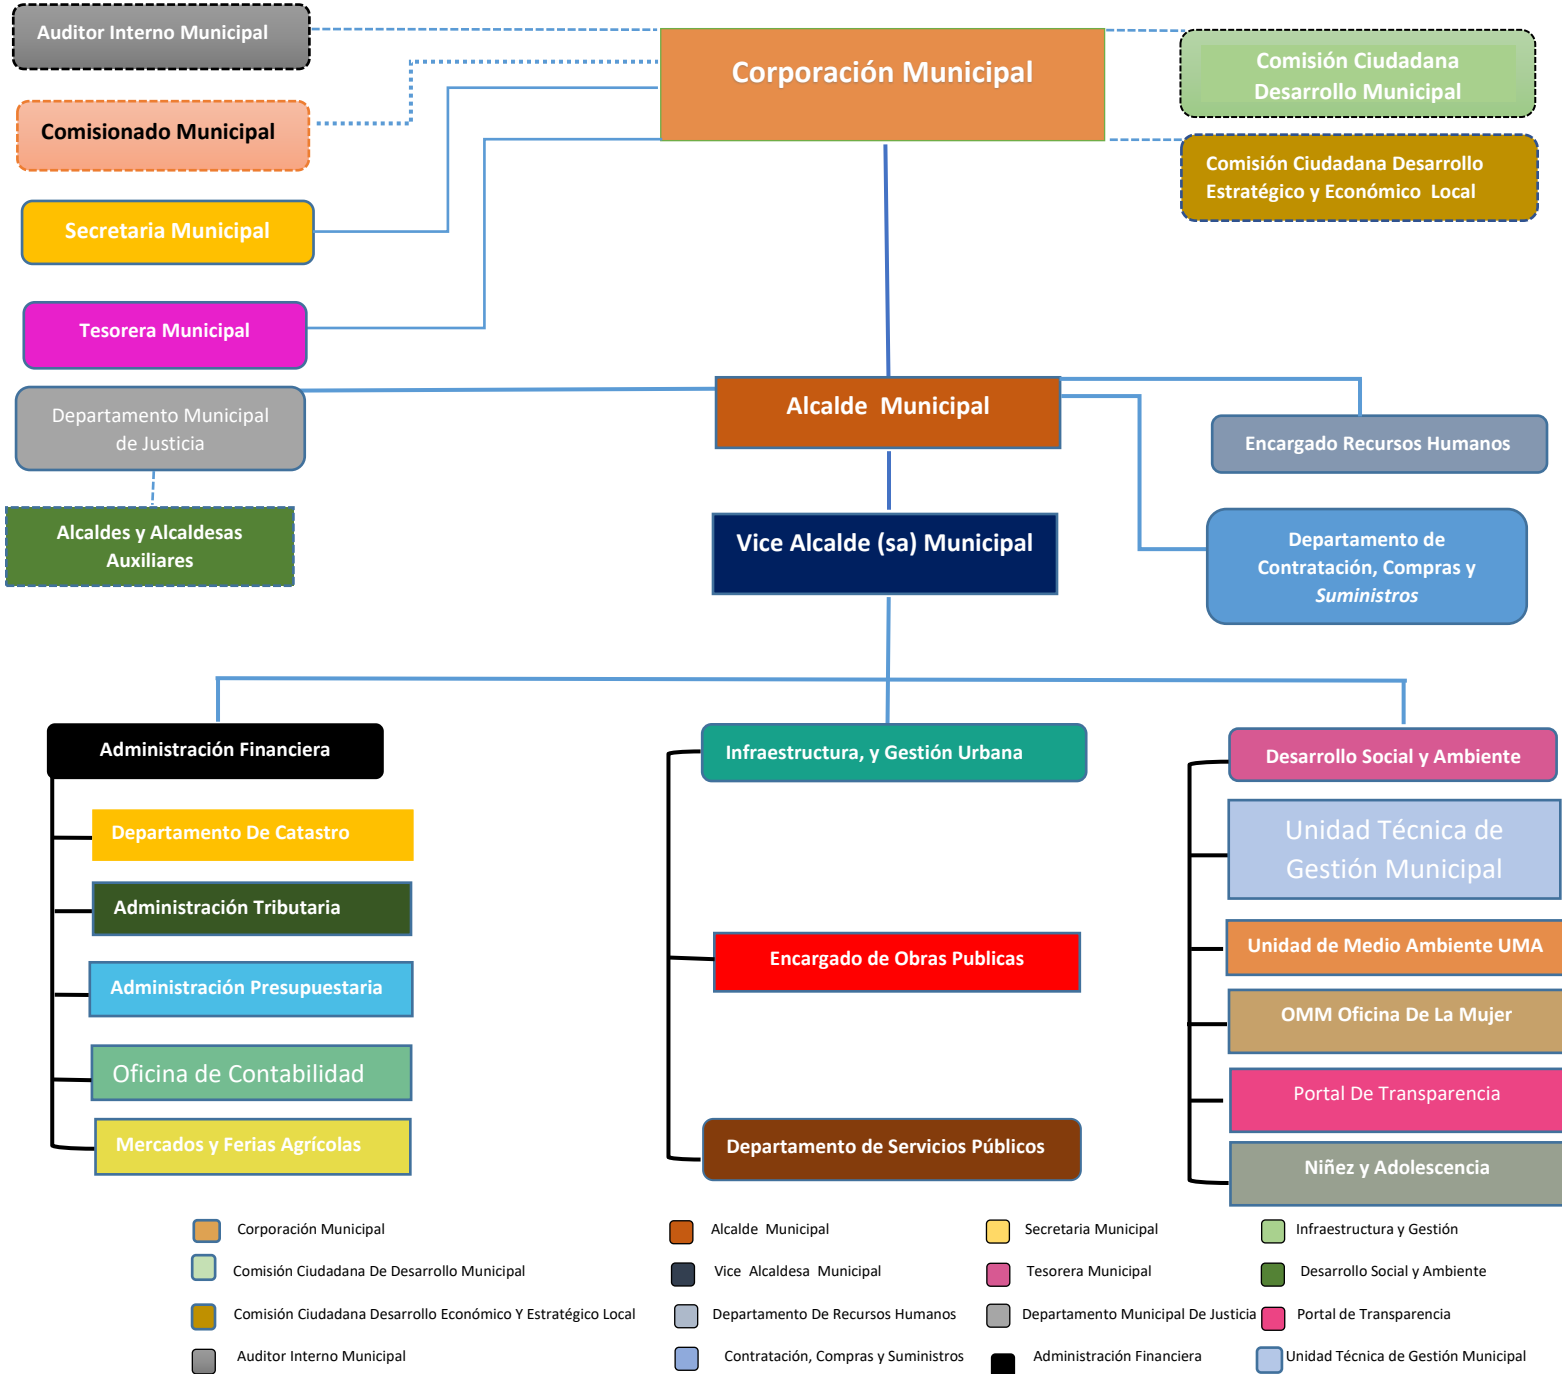 Auditor Interno Municipal
Corporación Municipal
Comisión Ciudadana
Desarrollo Municipal
Comisionado Municipal
Comisión Ciudadana Desarrollo
Estratégico y Económico Local
Secretaria Municipal
Tesorera Municipal
Departamento Municipal
de Justicia
Alcalde Municipal
Encargado Recursos Humanos
Alcaldes y Alcaldesas
Auxiliares
Vice Alcalde (sa) Municipal
Departamento de
Contratación, Compras y
Suministros
Administración Financiera
Departamento De Catastro
Administración Tributaria
Administración Presupuestaria
Oficina de Contabilidad
Mercados y Ferias Agrícolas
Infraestructura, y Gestión Urbana
Encargado de Obras Publicas
Departamento de Servicios Públicos
Desarrollo Social y Ambiente
Unidad Técnica de
Gestión Municipal
Unidad de Medio Ambiente UMA
OMM Oficina De La Mujer
Portal De Transparencia
Niñez y Adolescencia
Corporación Municipal
Comisión Ciudadana De Desarrollo Municipal
Comisión Ciudadana Desarrollo Económico Y Estratégico Local
Auditor Interno Municipal
Alcalde Municipal
Vice Alcaldesa Municipal
Departamento De Recursos Humanos
Contratación, Compras y Suministros
Secretaria Municipal
Tesorera Municipal
Departamento Municipal De Justicia
Administración Financiera
Infraestructura y Gestión
Desarrollo Social y Ambiente
Portal de Transparencia
Unidad Técnica de Gestión Municipal